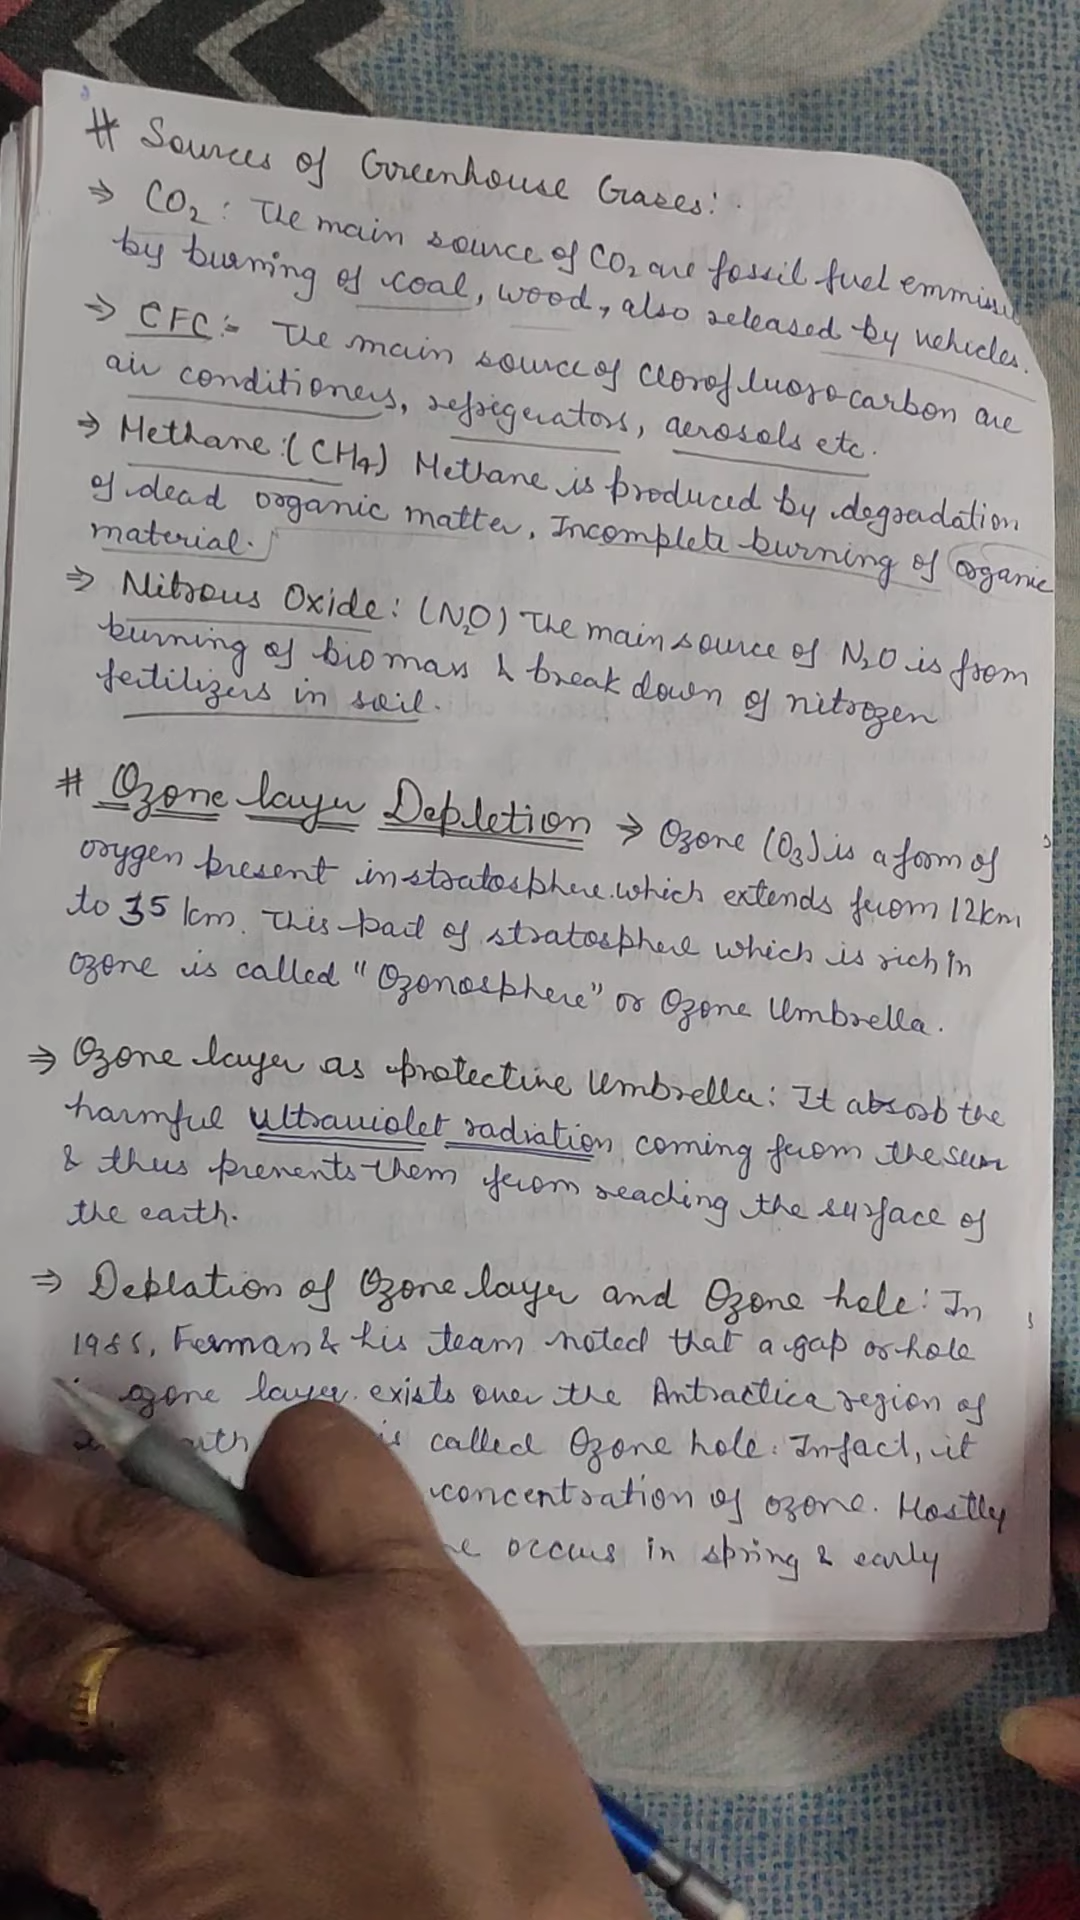 # Sources of Greenhouse Gases:
⇒ CO₂: The main source of CO₂ are fossil fuel
by burning of coal, wood, also released by vehicles.
⇒ CFC:- The main source of Clorofluorocarbon are
air conditioners, refrigerators, aerosols etc.
⇒ Methane: (CH₄) Methane is produced by degradation
of dead organic matter, Incomplete burning of organic
material.
⇒ Nitrous Oxide: (N₂O) The main source of N₂O is from
burning of biomass & break down of nitrogen
fertilizers in soil.
# Ozone layer Depletion → Ozone (O₃) is a form of
oxygen present in stratosphere which extends from 12km
to 35 km. This part of stratosphere which is rich in
ozone is called "Ozonosphere" or Ozone Umbrella.
⇒ Ozone layer as protective Umbrella: It absorb the
harmful ultraviolet radiation coming from the sun
& thus prevents them from reaching the surface of
the earth.
⇒ Deplation of Ozone layer and Ozone hole: In
1985, Ferman & his team noted that a gap or hole
ozone layer exists over the Antractica region of
is called Ozone hole. Infact, it
concentration of ozone. Mostly
occurs in spring & early